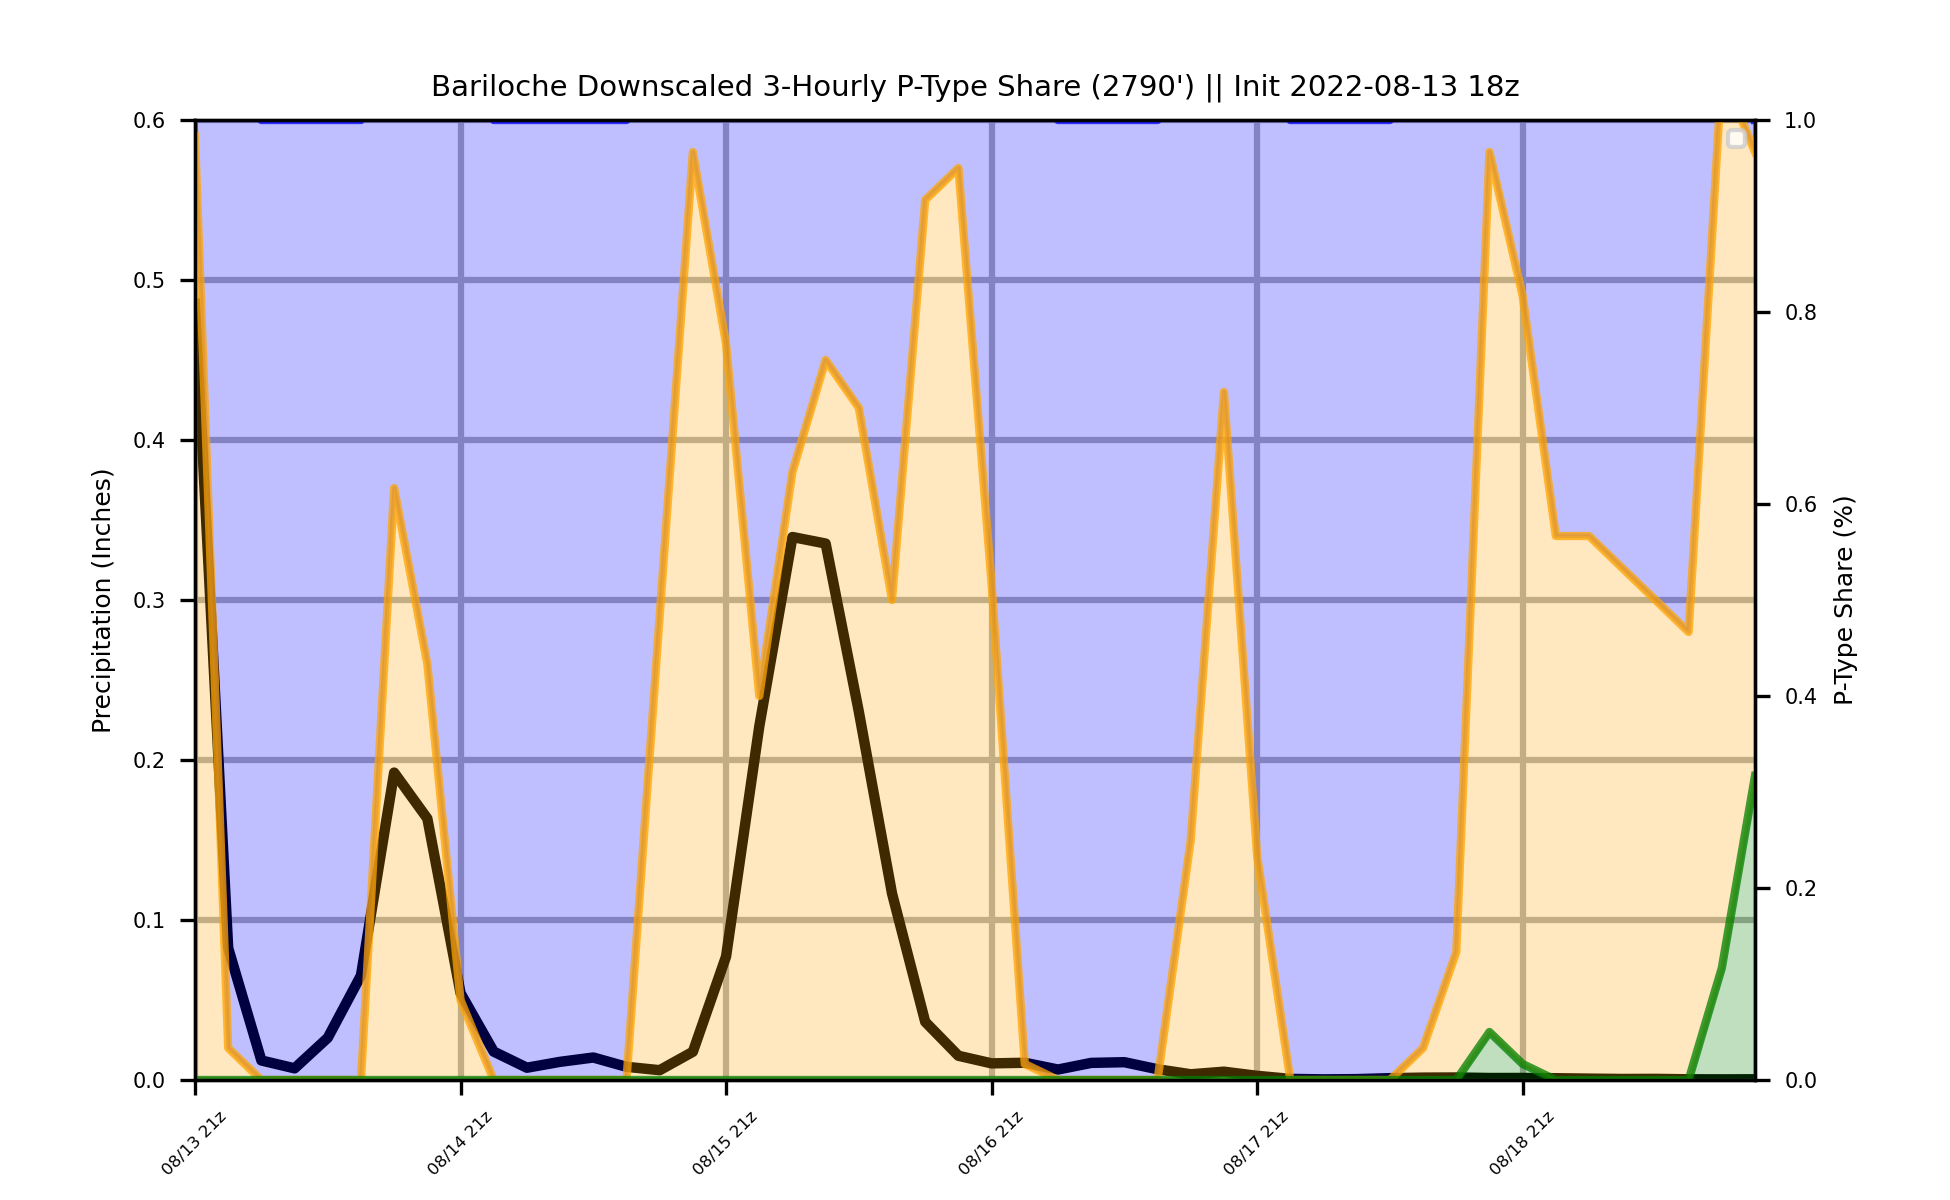 Bariloche Downscaled 3-Hourly P-Type Share (2790') || Init 2022-08-13 18z
0.6
0.5
0.4
0.3
0.2
0.1
0.0
Precipitation (Inches)
1.0
0.8
0.6
0.4
0.2
0.0
P-Type Share (%)
08/13 21z
08/14 21z
08/15 21z
08/16 21z
08/17 21z
08/18 21z